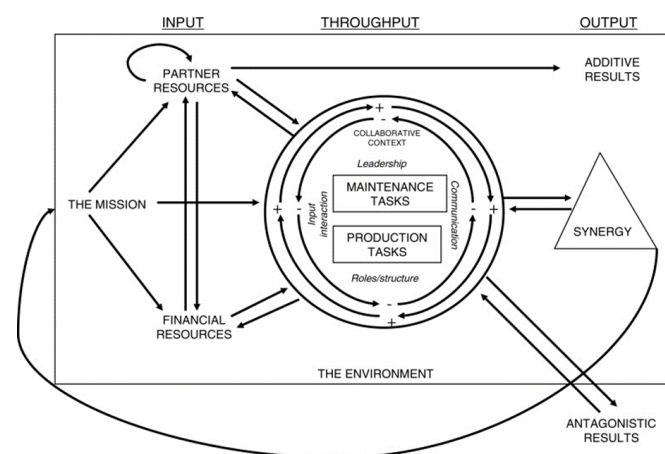 INPUT
THROUGHPUT
OUTPUT
PARTNER
RESOURCES
ADDITIVE
RESULTS
+
-
COLLABORATIVE
CONTEXT
Leadership
THE MISSION
+
-
Input
interaction
MAINTENANCE
TASKS
Communication
-
+
SYNERGY
PRODUCTION
TASKS
Roles/structure
-
+
FINANCIAL
RESOURCES
THE ENVIRONMENT
ANTAGONISTIC
RESULTS